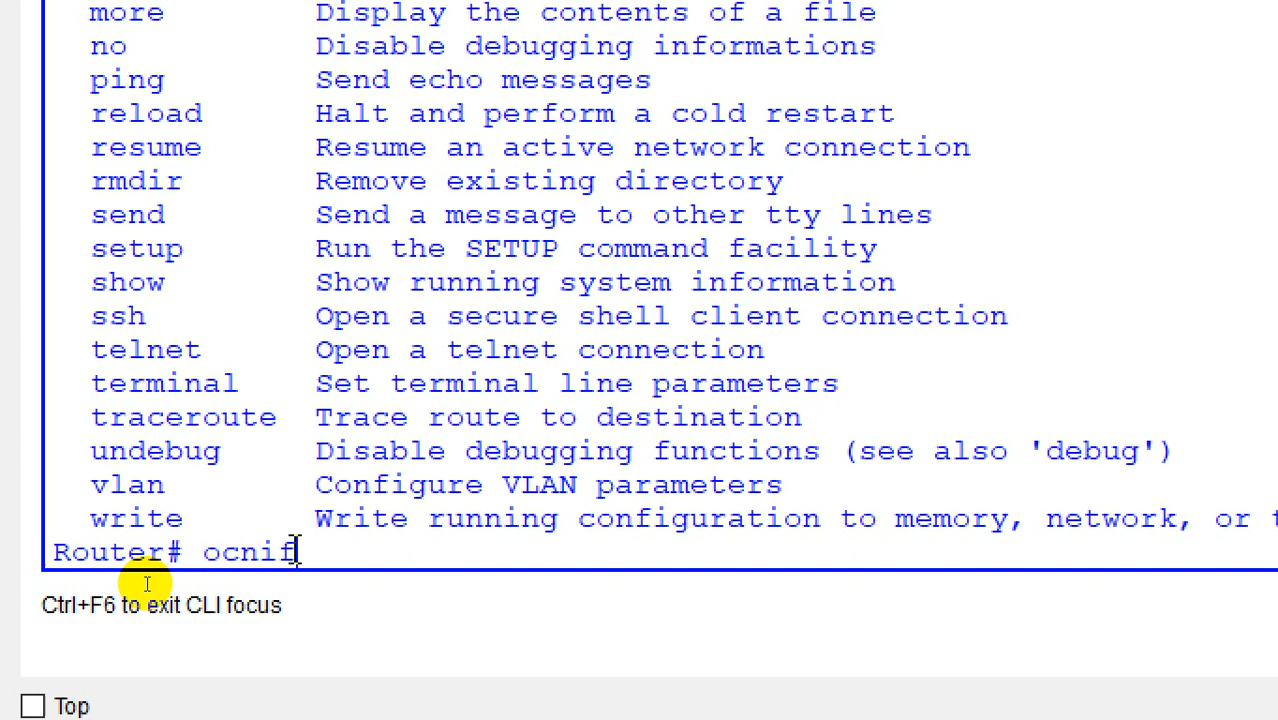 more Display the contents of a file
no Disable debugging informations
ping Send echo messages
reload Halt and perform a cold restart
resume Resume an active network connection
rmdir Remove existing directory
send Send a message to other tty lines
setup Run the SETUP command facility
show Show running system information
ssh Open a secure shell client connection
telnet Open a telnet connection
terminal Set terminal line parameters
traceroute Trace route to destination
undebug Disable debugging functions (see also 'debug')
vlan Configure VLAN parameters
write Write running configuration to memory, network, or
Router# ocnif
Ctrl+F6 to exit CLI focus
Top